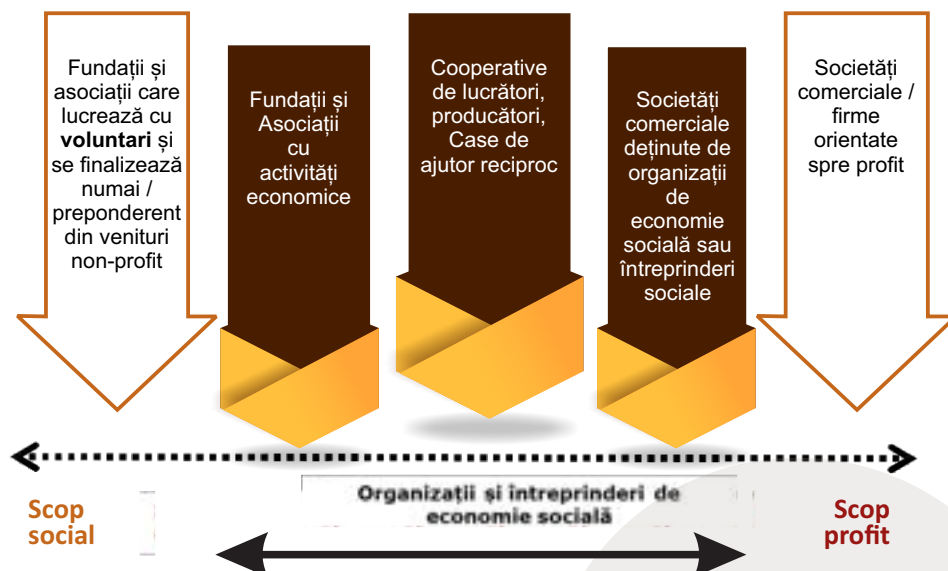 Fundații și
asociații care
lucrează cu
voluntari și
se finalizează
numai /
preponderent
din venituri
non-profit
Fundații și
Asociații
cu
activități
economice
Cooperative
de lucrători,
producători,
Case de
ajutor reciproc
Societăți
comerciale
deținute de
organizații
de
economie
socială sau
întreprinderi
sociale
Societăți
comerciale /
firme
orientate
spre profit
Scop
social
Organizații și întreprinderi de
economie socială
Scop
profit